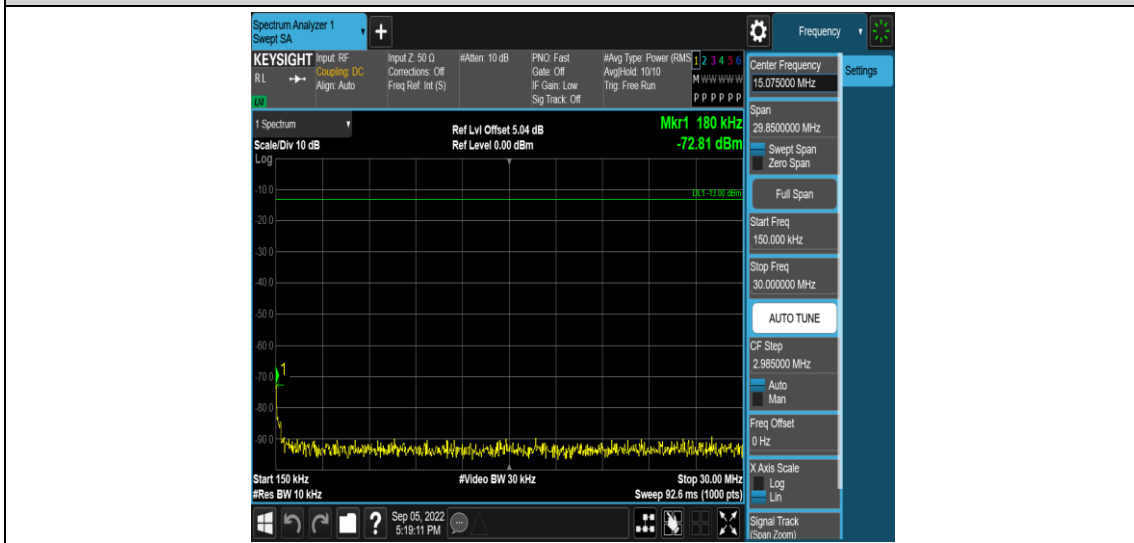 Spectrum Analyzer 1
Swept SA
+
Frequency
KEYSIGHT
RL
LXI
Input: RF
Coupling: DC
Align: Auto
Input Z: 50 Ω
Corrections: Off
Freq Ref: Int (S)
#Atten: 10 dB
PNO: Fast
Gate: Off
IF Gain: Low
Sig Track: Off
#Avg Type: Power (RMS
Avg|Hold: 10/10
Trig: Free Run
1 2 3 4 5 6
M W W W W W
P P P P P P
Center Frequency
15.075000 MHz
Settings
Span
29.8500000 MHz
Swept Span
Zero Span
Full Span
Start Freq
150.000 kHz
Stop Freq
30.000000 MHz
AUTO TUNE
CF Step
2.985000 MHz
Auto
Man
Freq Offset
0 Hz
X Axis Scale
Log
Lin
Signal Track
(Span Zoom)
1 Spectrum
Scale/Div 10 dB
Log
Ref Lvl Offset 5.04 dB
Ref Level 0.00 dBm
Mkr1 180 kHz
-72.81 dBm
DL1 -13.00 dBm
-10.0
-20.0
-30.0
-40.0
-50.0
-60.0
-70.0
-80.0
-90.0
1
Start 150 kHz
#Res BW 10 kHz
#Video BW 30 kHz
Stop 30.00 MHz
Sweep 92.6 ms (1000 pts)
?
Sep 05, 2022
5:19:11 PM